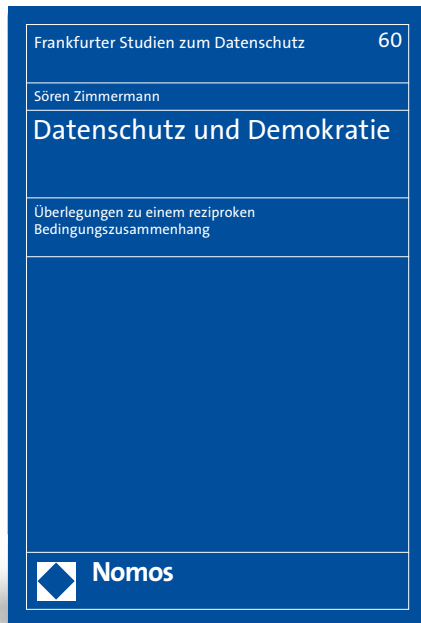 Frankfurter Studien zum Datenschutz 60
Sören Zimmermann
Datenschutz und Demokratie
Überlegungen zu einem reziproken
Bedingungszusammenhang
Nomos